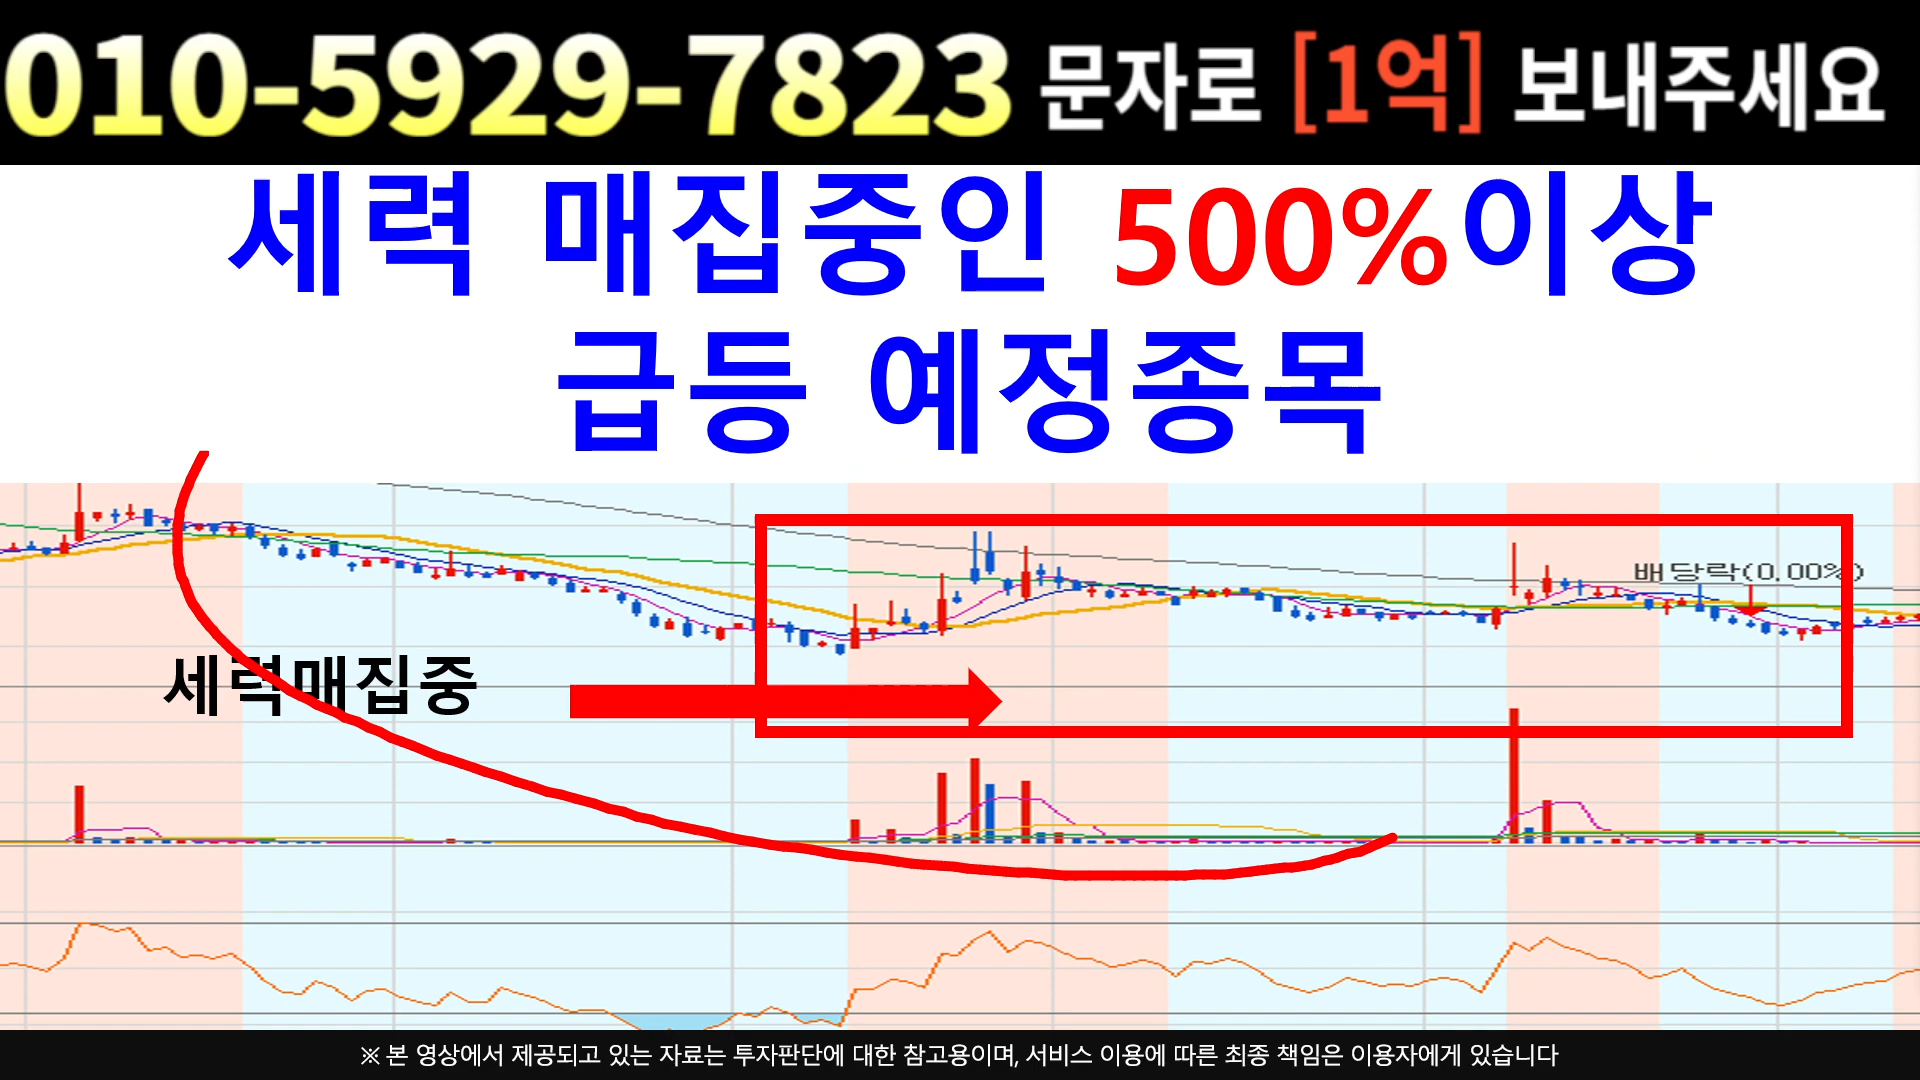 010-5929-7823 문자로 [1억] 보내주세요
세력 매집중인 500%이상
급등 예정종목
배당락(0.00%)
세력매집중
※ 본 영상에서 제공되고 있는 자료는 투자판단에 대한 참고용이며, 서비스 이용에 따른 최종 책임은 이용자에게 있습니다